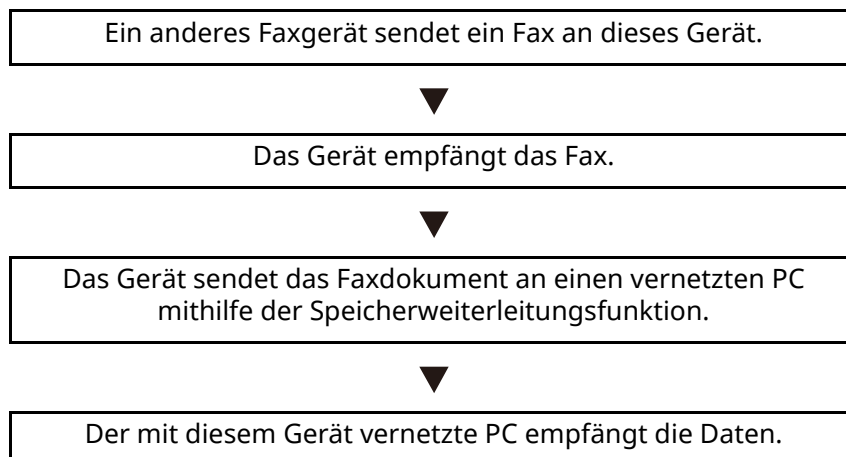 Ein anderes Faxgerät sendet ein Fax an dieses Gerät.
Das Gerät empfängt das Fax.
Das Gerät sendet das Faxdokument an einen vernetzten PC
mithilfe der Speicherweiterleitungsfunktion.
Der mit diesem Gerät vernetzte PC empfängt die Daten.